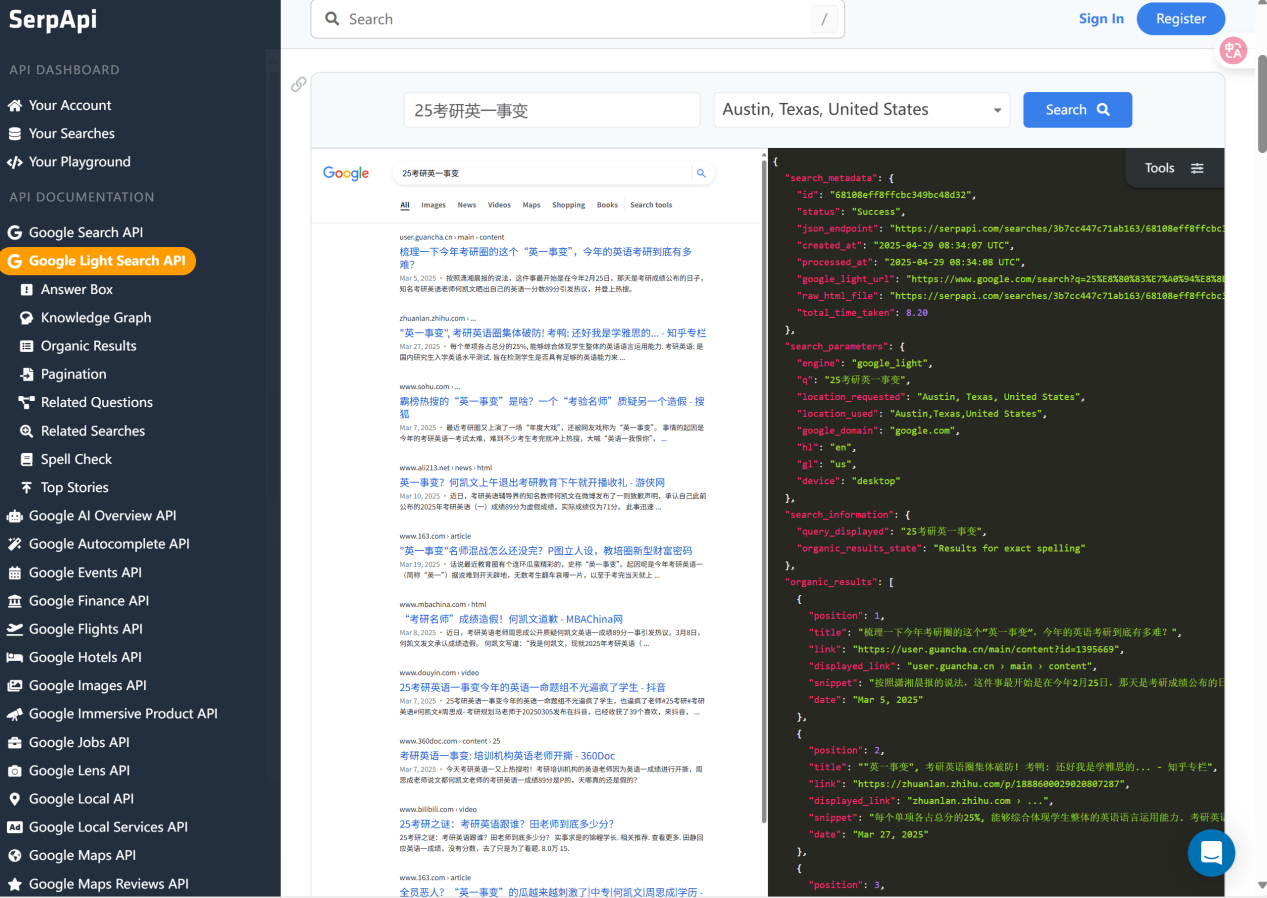 SerpApi
API DASHBOARD
Your Account
Your Searches
Your Playground
API DOCUMENTATION
Google Search API
Google Light Search API
Answer Box
Knowledge Graph
Organic Results
Pagination
Related Questions
Related Searches
Spell Check
Top Stories
Google AI Overview API
Google Autocomplete API
Google Events API
Google Finance API
Google Flights API
Google Hotels API
Google Images API
Google Immersive Product API
Google Jobs API
Google Lens API
Google Local API
Google Local Services API
Google Maps API
Google Maps Reviews API
Search
/
Sign In
Register
25考研英一事变
Austin, Texas, United States
Search
Google
25考研英一事变
All Images News Videos Maps Shopping Books Search tools
user.guancha.cn › main › content
梳理一下今年考研圈的这个“英一事变”，今年的英语考研到底有多
难？
Mar 5, 2025 · 按照潇湘晨报的说法，这件事最开始是在今年2月25日，那天是考研成绩公布的日子，
知名考研英语老师何凯文晒出自己的英语一分数89分引发热议，并登上热搜。
zhuanlan.zhihu.com › ...
"英一事变", 考研英语圈集体破防! 考鸭: 还好我是学雅思的... - 知乎专栏
Mar 27, 2025 · 每个单项各占总分的25%, 能够综合体现学生整体的英语语言运用能力. 考研英语: 是
国内研究生入学英语水平测试. 旨在检测学生是否具有足够的英语能力来 ...
www.sohu.com › ...
霸榜热搜的“英一事变”是啥？一个“考验名师”质疑另一个造假 - 搜
狐
Mar 7, 2025 · 最近考研圈又上演了一场“年度大戏”，还被网友戏称为“英一事变”。 事情的起因是
今年的考研英语一考试太难，难到不少考生考完就冲上热搜，大喊“英语一我恨你”， ...
www.ali213.net › news › html
英一事变？何凯文上午退出考研教育下午就开播收礼 - 游侠网
Mar 10, 2025 · 近日，考研英语辅导界的知名教师何凯文在微博发布了一则致歉声明，承认自己此前
公布的2025年考研英语（一）成绩89分为虚假成绩，实际成绩仅为71分。 此事迅速 ...
www.163.com › article
"英一事变"名师混战怎么还没完？P图立人设，教培圈新型财富密码
Mar 19, 2025 · 话说最近教育圈有个连环瓜蛮精彩的，史称“英一事变”。起因呢是今年考研英语一
（简称“英一”）据说难到开天辟地，无数考生翻车哀嚎一片，以至于考完当天就上 ...
www.mbachina.com › html
“考研名师”成绩造假！何凯文道歉 - MBAChina网
Mar 8, 2025 · 近日，考研英语老师周思成公开质疑何凯文英语一成绩89分一事引发热议，3月8日，
何凯文发文承认成绩造假。 何凯文写道：“我是何凯文，现就2025年考研英语（ ...
www.douyin.com › video
25考研英语一事变今年的英语一命题组不光逼疯了学生 - 抖音
Mar 7, 2025 · 25考研英语一事变今年的英语一命题组不光逼疯了学生，也逼疯了老师#25考研#考研
英语#何凯文#周思成- 考研规划马老师于20250305发布在抖音，已经收获了39个喜欢，来抖音， ...
www.360doc.com › content › 25
考研英语一事变: 培训机构英语老师开撕 - 360Doc
Mar 7, 2025 · 今天考研英语一又上热搜啦！考研培训机构的英语老师因为英语一成绩进行开撕，周
思成老师说文都何凯文老师的考研英语一成绩89分是P的，天哪真的还是假的？
www.bilibili.com › video
25考研之谜：考研英语跟谁？田老师到底多少分？
25考研之谜：考研英语跟谁？田老师到底多少分？ 实事求是的锦鲤学长. 相关推荐. 查看更多. 田静回
应英语一成绩，没有分数，去了只是为了看题. 8.0万 15.
www.163.com › article
全员恶人？“英一事变”的瓜越来越刺激了|中专|何凯文|周思成|学历 -
Tools
{
"search_metadata": {
"id": "68108eff8ffcbc349bc48d32",
"status": "Success",
"json_endpoint": "https://serpapi.com/searches/3b7cc447c71ab163/68108eff8ffcbc3
"created_at": "2025-04-29 08:34:07 UTC",
"processed_at": "2025-04-29 08:34:08 UTC",
"google_light_url": "https://www.google.com/search?q=25%E8%80%83%E7%A0%94%E8%8
"raw_html_file": "https://serpapi.com/searches/3b7cc447c71ab163/68108eff8ffcbc3
"total_time_taken": 8.20
},
"search_parameters": {
"engine": "google_light",
"q": "25考研英一事变",
"location_requested": "Austin, Texas, United States",
"location_used": "Austin,Texas,United States",
"google_domain": "google.com",
"hl": "en",
"gl": "us",
"device": "desktop"
},
"search_information": {
"query_displayed": "25考研英一事变",
"organic_results_state": "Results for exact spelling"
},
"organic_results": [
{
"position": 1,
"title": "梳理一下今年考研圈的这个“英一事变”，今年的英语考研到底有多难？",
"link": "https://user.guancha.cn/main/content?id=1395669",
"displayed_link": "user.guancha.cn › main › content",
"snippet": "按照潇湘晨报的说法，这件事最开始是在今年2月25日，那天是考研成绩公布的日
"date": "Mar 5, 2025"
},
{
"position": 2,
"title": ""英一事变", 考研英语圈集体破防! 考鸭: 还好我是学雅思的... - 知乎专栏",
"link": "https://zhuanlan.zhihu.com/p/1888600029020807287",
"displayed_link": "zhuanlan.zhihu.com › ...",
"snippet": "每个单项各占总分的25%, 能够综合体现学生整体的英语语言运用能力. 考研英语
"date": "Mar 27, 2025"
},
{
"position": 3,